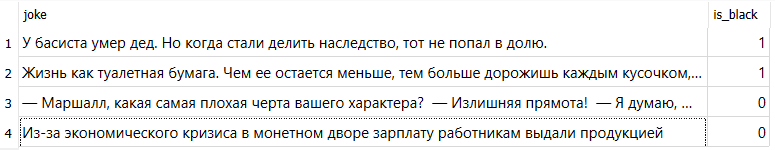 joke is_black
1 У басиста умер дед. Но когда стали делить наследство, тот не попал в долю. 1
2 Жизнь как туалетная бумага. Чем ее остается меньше, тем больше дорожишь каждым кусочком,... 1
3 — Маршалл, какая самая плохая черта вашего характера? — Излишняя прямота! — Я думаю, ... 0
4 Из-за экономического кризиса в монетном дворе зарплату работникам выдали продукцией 0